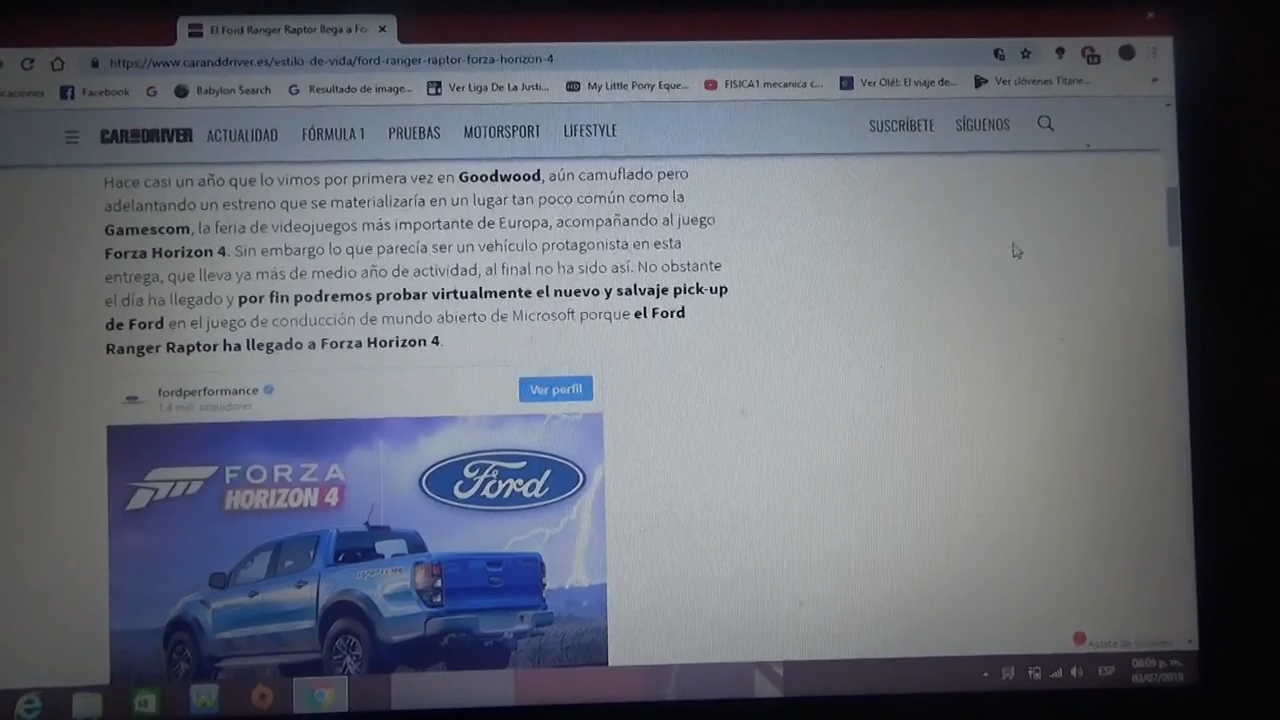 El Ford Ranger Raptor llega a Fo
https://www.caranddriver.es/estilo-de-vida/ford-ranger-raptor-forza-horizon-4
caciones Facebook Babylon Search Resultado de image... Ver Liga De La Justi... My Little Pony Eque... FISICA1 mecanica c... Ver Olé!: El viaje de... Ver ¡Jóvenes Titane...
CAR AND DRIVER ACTUALIDAD FÓRMULA 1 PRUEBAS MOTORSPORT LIFESTYLE SUSCRÍBETE SÍGUENOS
Hace casi un año que lo vimos por primera vez en Goodwood, aún camuflado pero
adelantando un estreno que se materializaría en un lugar tan poco común como la
Gamescom, la feria de videojuegos más importante de Europa, acompañando al juego
Forza Horizon 4. Sin embargo lo que parecía ser un vehículo protagonista en esta
entrega, que lleva ya más de medio año de actividad, al final no ha sido así. No obstante
el día ha llegado y por fin podremos probar virtualmente el nuevo y salvaje pick-up
de Ford en el juego de conducción de mundo abierto de Microsoft porque el Ford
Ranger Raptor ha llegado a Forza Horizon 4.
fordperformance Ver perfil
seguidores
FORZA
HORIZON 4
Ford
ESP
08:09 p. m.
03/07/2019